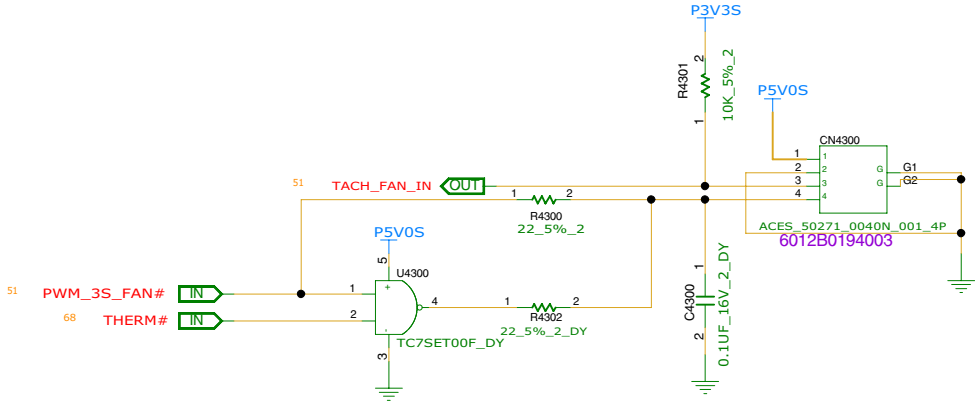 P3V3S
2
R4301
10K_5%_2
1
P5V0S
CN4300
1 1
2 2
3 3
4 4
G G1
G G2
ACES_50271_0040N_001_4P
6012B0194003
51 TACH_FAN_IN OUT
1 2
R4300
22_5%_2
P5V0S
5
U4300
51 PWM_3S_FAN# IN 1 +
68 THERM# IN 2 -
4
1 2
R4302
22_5%_2_DY
TC7SET00F_DY
3
1
C4300
0.1UF_16V_2_DY
2